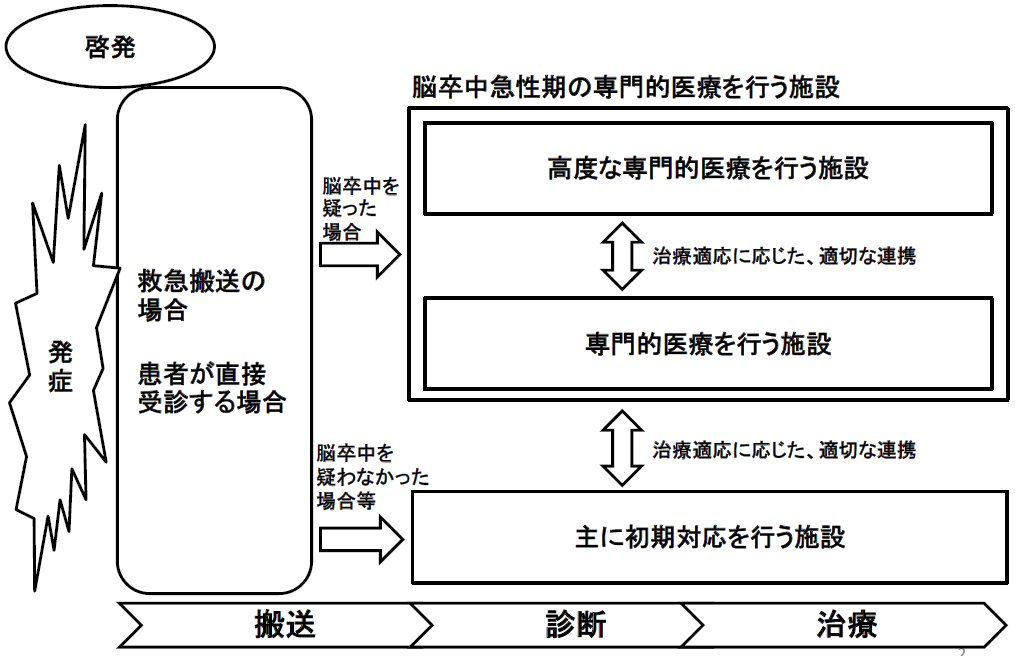 啓発
発症
救急搬送の
場合
患者が直接
受診する場合
脳卒中を
疑った
場合
脳卒中を
疑わなかった
場合等
脳卒中急性期の専門的医療を行う施設
高度な専門的医療を行う施設
治療適応に応じた、適切な連携
専門的医療を行う施設
治療適応に応じた、適切な連携
主に初期対応を行う施設
搬送
診断
治療
2